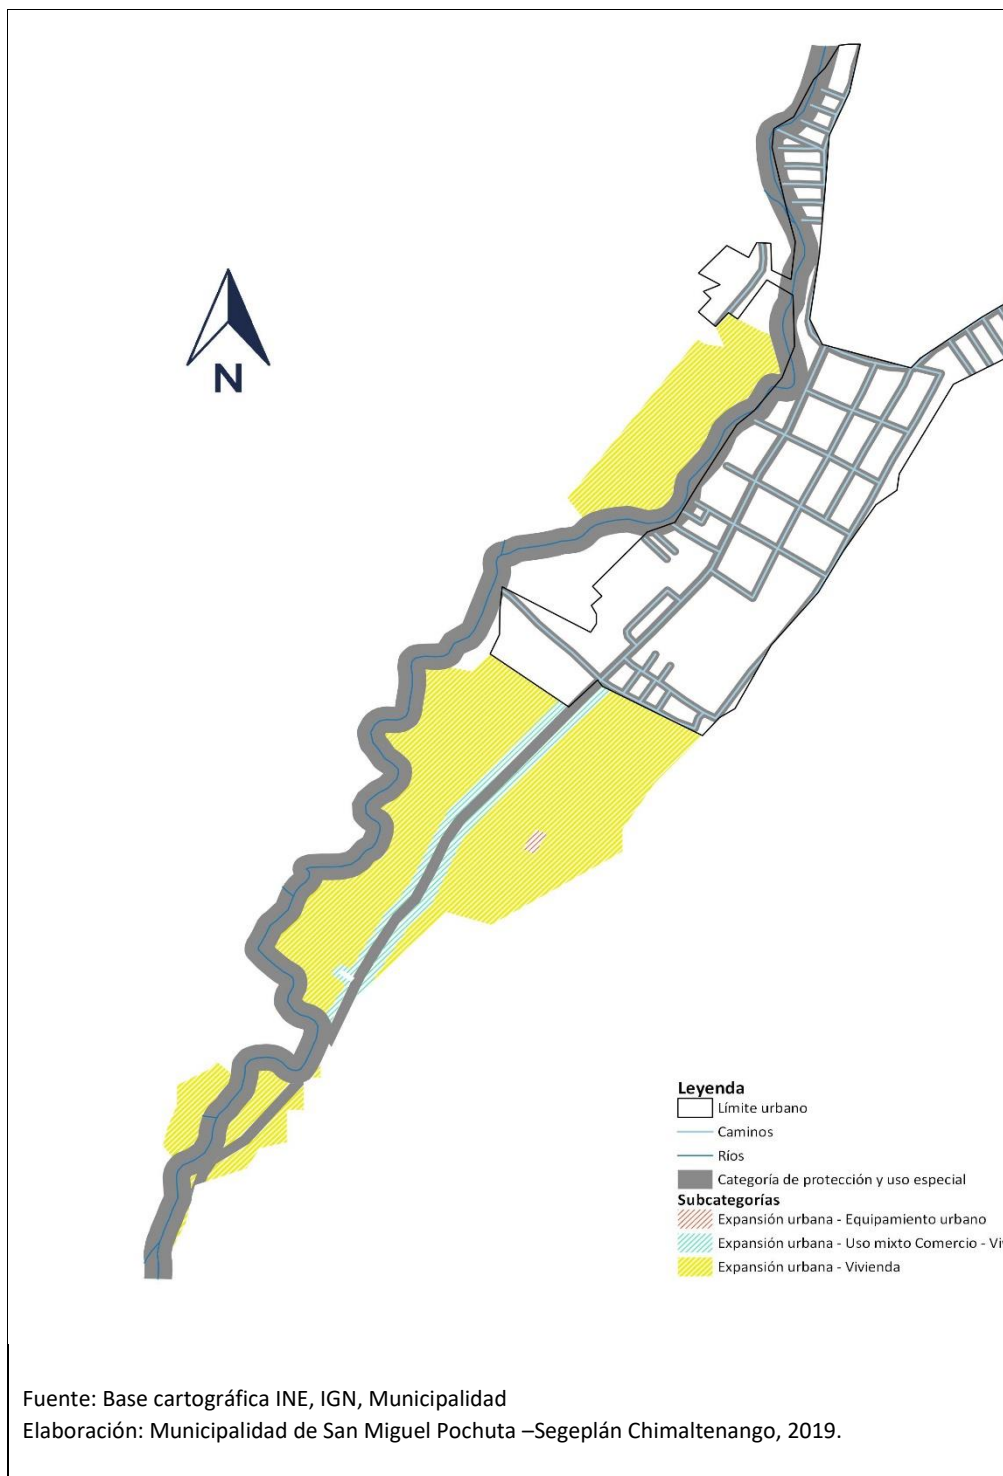 N
Leyenda
Límite urbano
Caminos
Ríos
Categoría de protección y uso especial
Subcategorías
Expansión urbana - Equipamiento urbano
Expansión urbana - Uso mixto Comercio - Vi
Expansión urbana - Vivienda
Fuente: Base cartográfica INE, IGN, Municipalidad
Elaboración: Municipalidad de San Miguel Pochuta –Segeplán Chimaltenango, 2019.